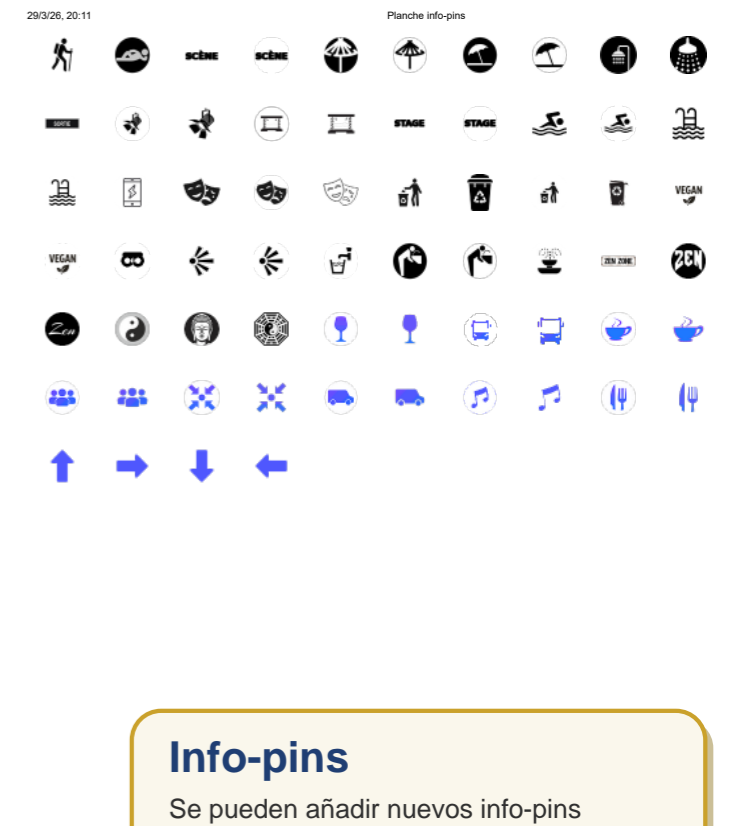 29/3/26, 20:11 Planche info-pins
SCÈNE SCÈNE
SORTIE STAGE STAGE
VEGAN
VEGAN ZEN ZONE ZEN
Zen
Info-pins
Se pueden añadir nuevos info-pins